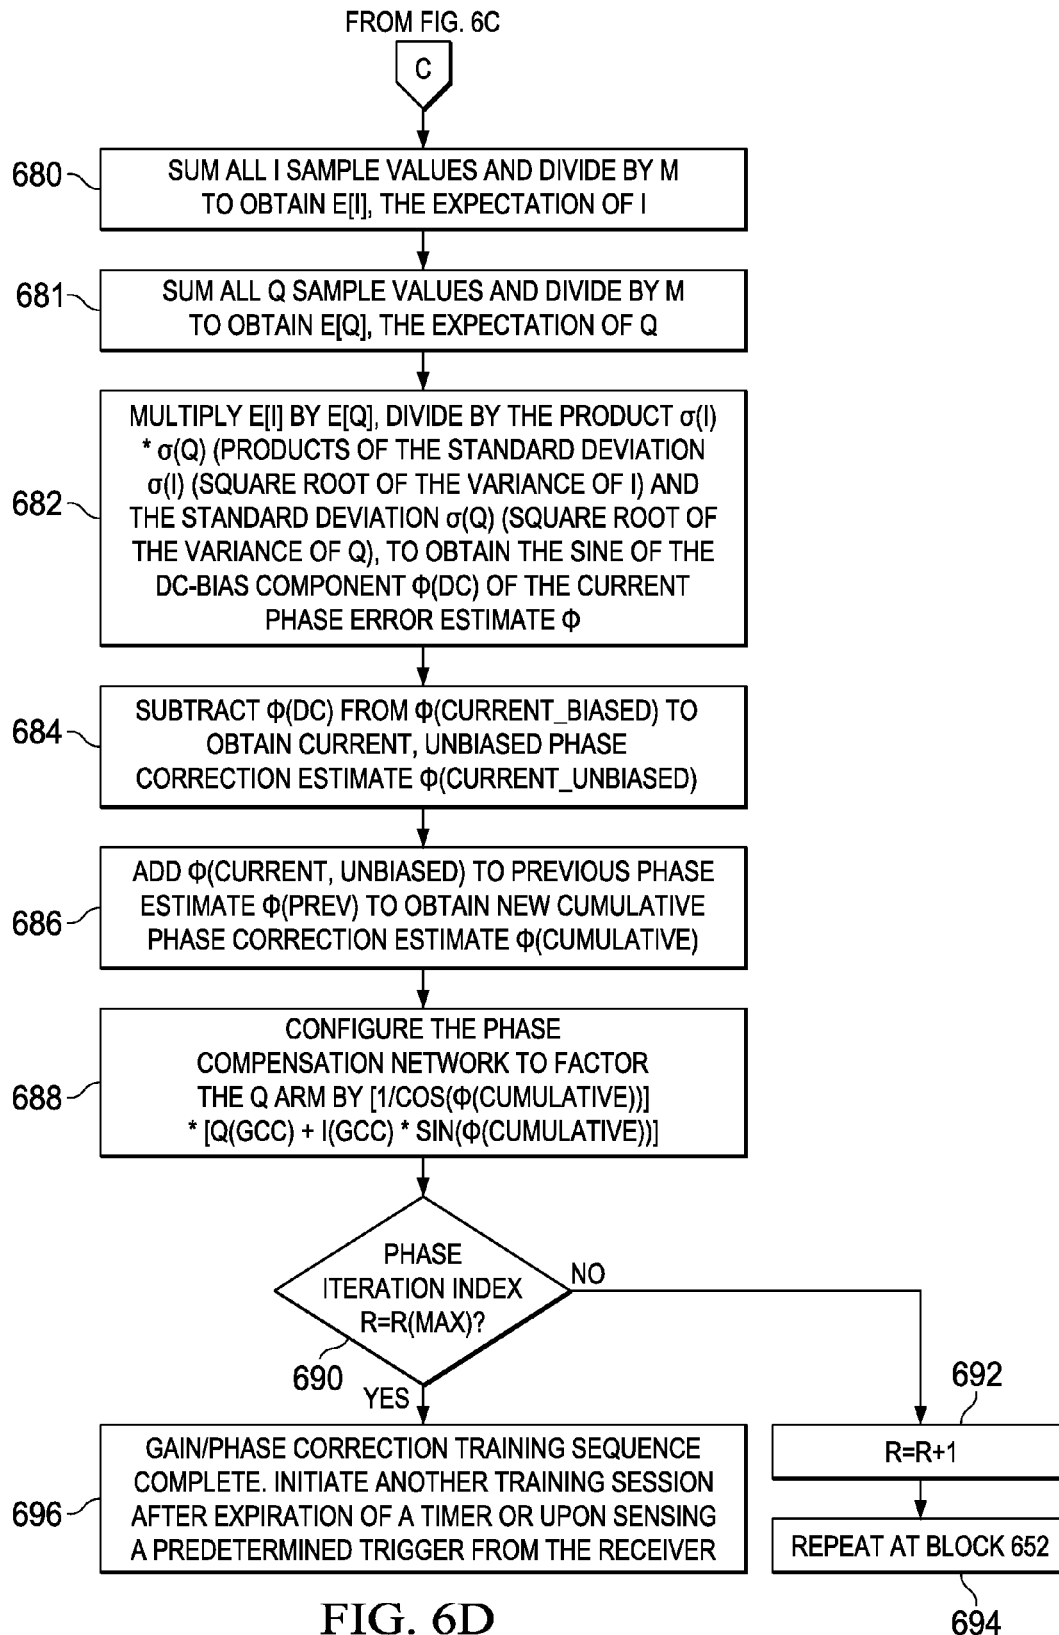 FROM FIG. 6C
C
680
SUM ALL I SAMPLE VALUES AND DIVIDE BY M
TO OBTAIN E[I], THE EXPECTATION OF I
681
SUM ALL Q SAMPLE VALUES AND DIVIDE BY M
TO OBTAIN E[Q], THE EXPECTATION OF Q
682
MULTIPLY E[I] BY E[Q], DIVIDE BY THE PRODUCT σ(I)
* σ(Q) (PRODUCTS OF THE STANDARD DEVIATION
σ(I) (SQUARE ROOT OF THE VARIANCE OF I) AND
THE STANDARD DEVIATION σ(Q) (SQUARE ROOT OF
THE VARIANCE OF Q), TO OBTAIN THE SINE OF THE
DC-BIAS COMPONENT Φ(DC) OF THE CURRENT
PHASE ERROR ESTIMATE Φ
684
SUBTRACT Φ(DC) FROM Φ(CURRENT_BIASED) TO
OBTAIN CURRENT, UNBIASED PHASE
CORRECTION ESTIMATE Φ(CURRENT_UNBIASED)
686
ADD Φ(CURRENT, UNBIASED) TO PREVIOUS PHASE
ESTIMATE Φ(PREV) TO OBTAIN NEW CUMULATIVE
PHASE CORRECTION ESTIMATE Φ(CUMULATIVE)
688
CONFIGURE THE PHASE
COMPENSATION NETWORK TO FACTOR
THE Q ARM BY [1/COS(Φ(CUMULATIVE))]
* [Q(GCC) + I(GCC) * SIN(Φ(CUMULATIVE))]
PHASE
ITERATION INDEX
R=R(MAX)?
690
NO
YES
692
R=R+1
REPEAT AT BLOCK 652
694
696
GAIN/PHASE CORRECTION TRAINING SEQUENCE
COMPLETE. INITIATE ANOTHER TRAINING SESSION
AFTER EXPIRATION OF A TIMER OR UPON SENSING
A PREDETERMINED TRIGGER FROM THE RECEIVER
FIG. 6D